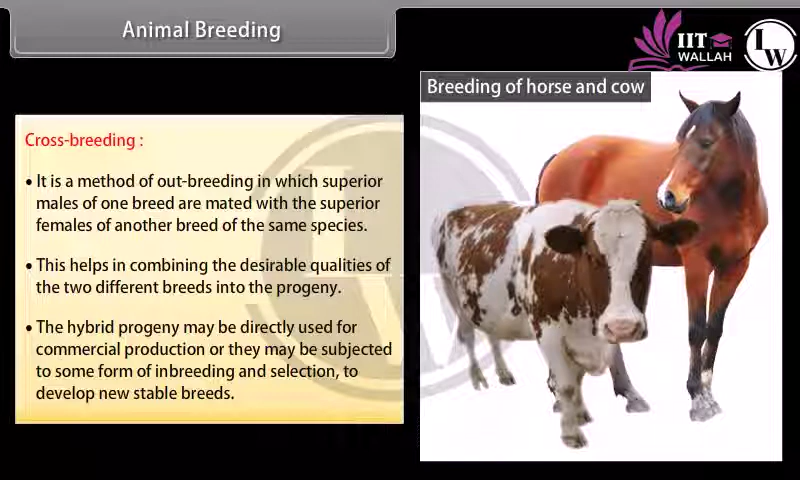 Animal Breeding
IIT
WALLAH
LW
Breeding of horse and cow
Cross-breeding :
• It is a method of out-breeding in which superior
males of one breed are mated with the superior
females of another breed of the same species.
• This helps in combining the desirable qualities of
the two different breeds into the progeny.
• The hybrid progeny may be directly used for
commercial production or they may be subjected
to some form of inbreeding and selection, to
develop new stable breeds.
LW